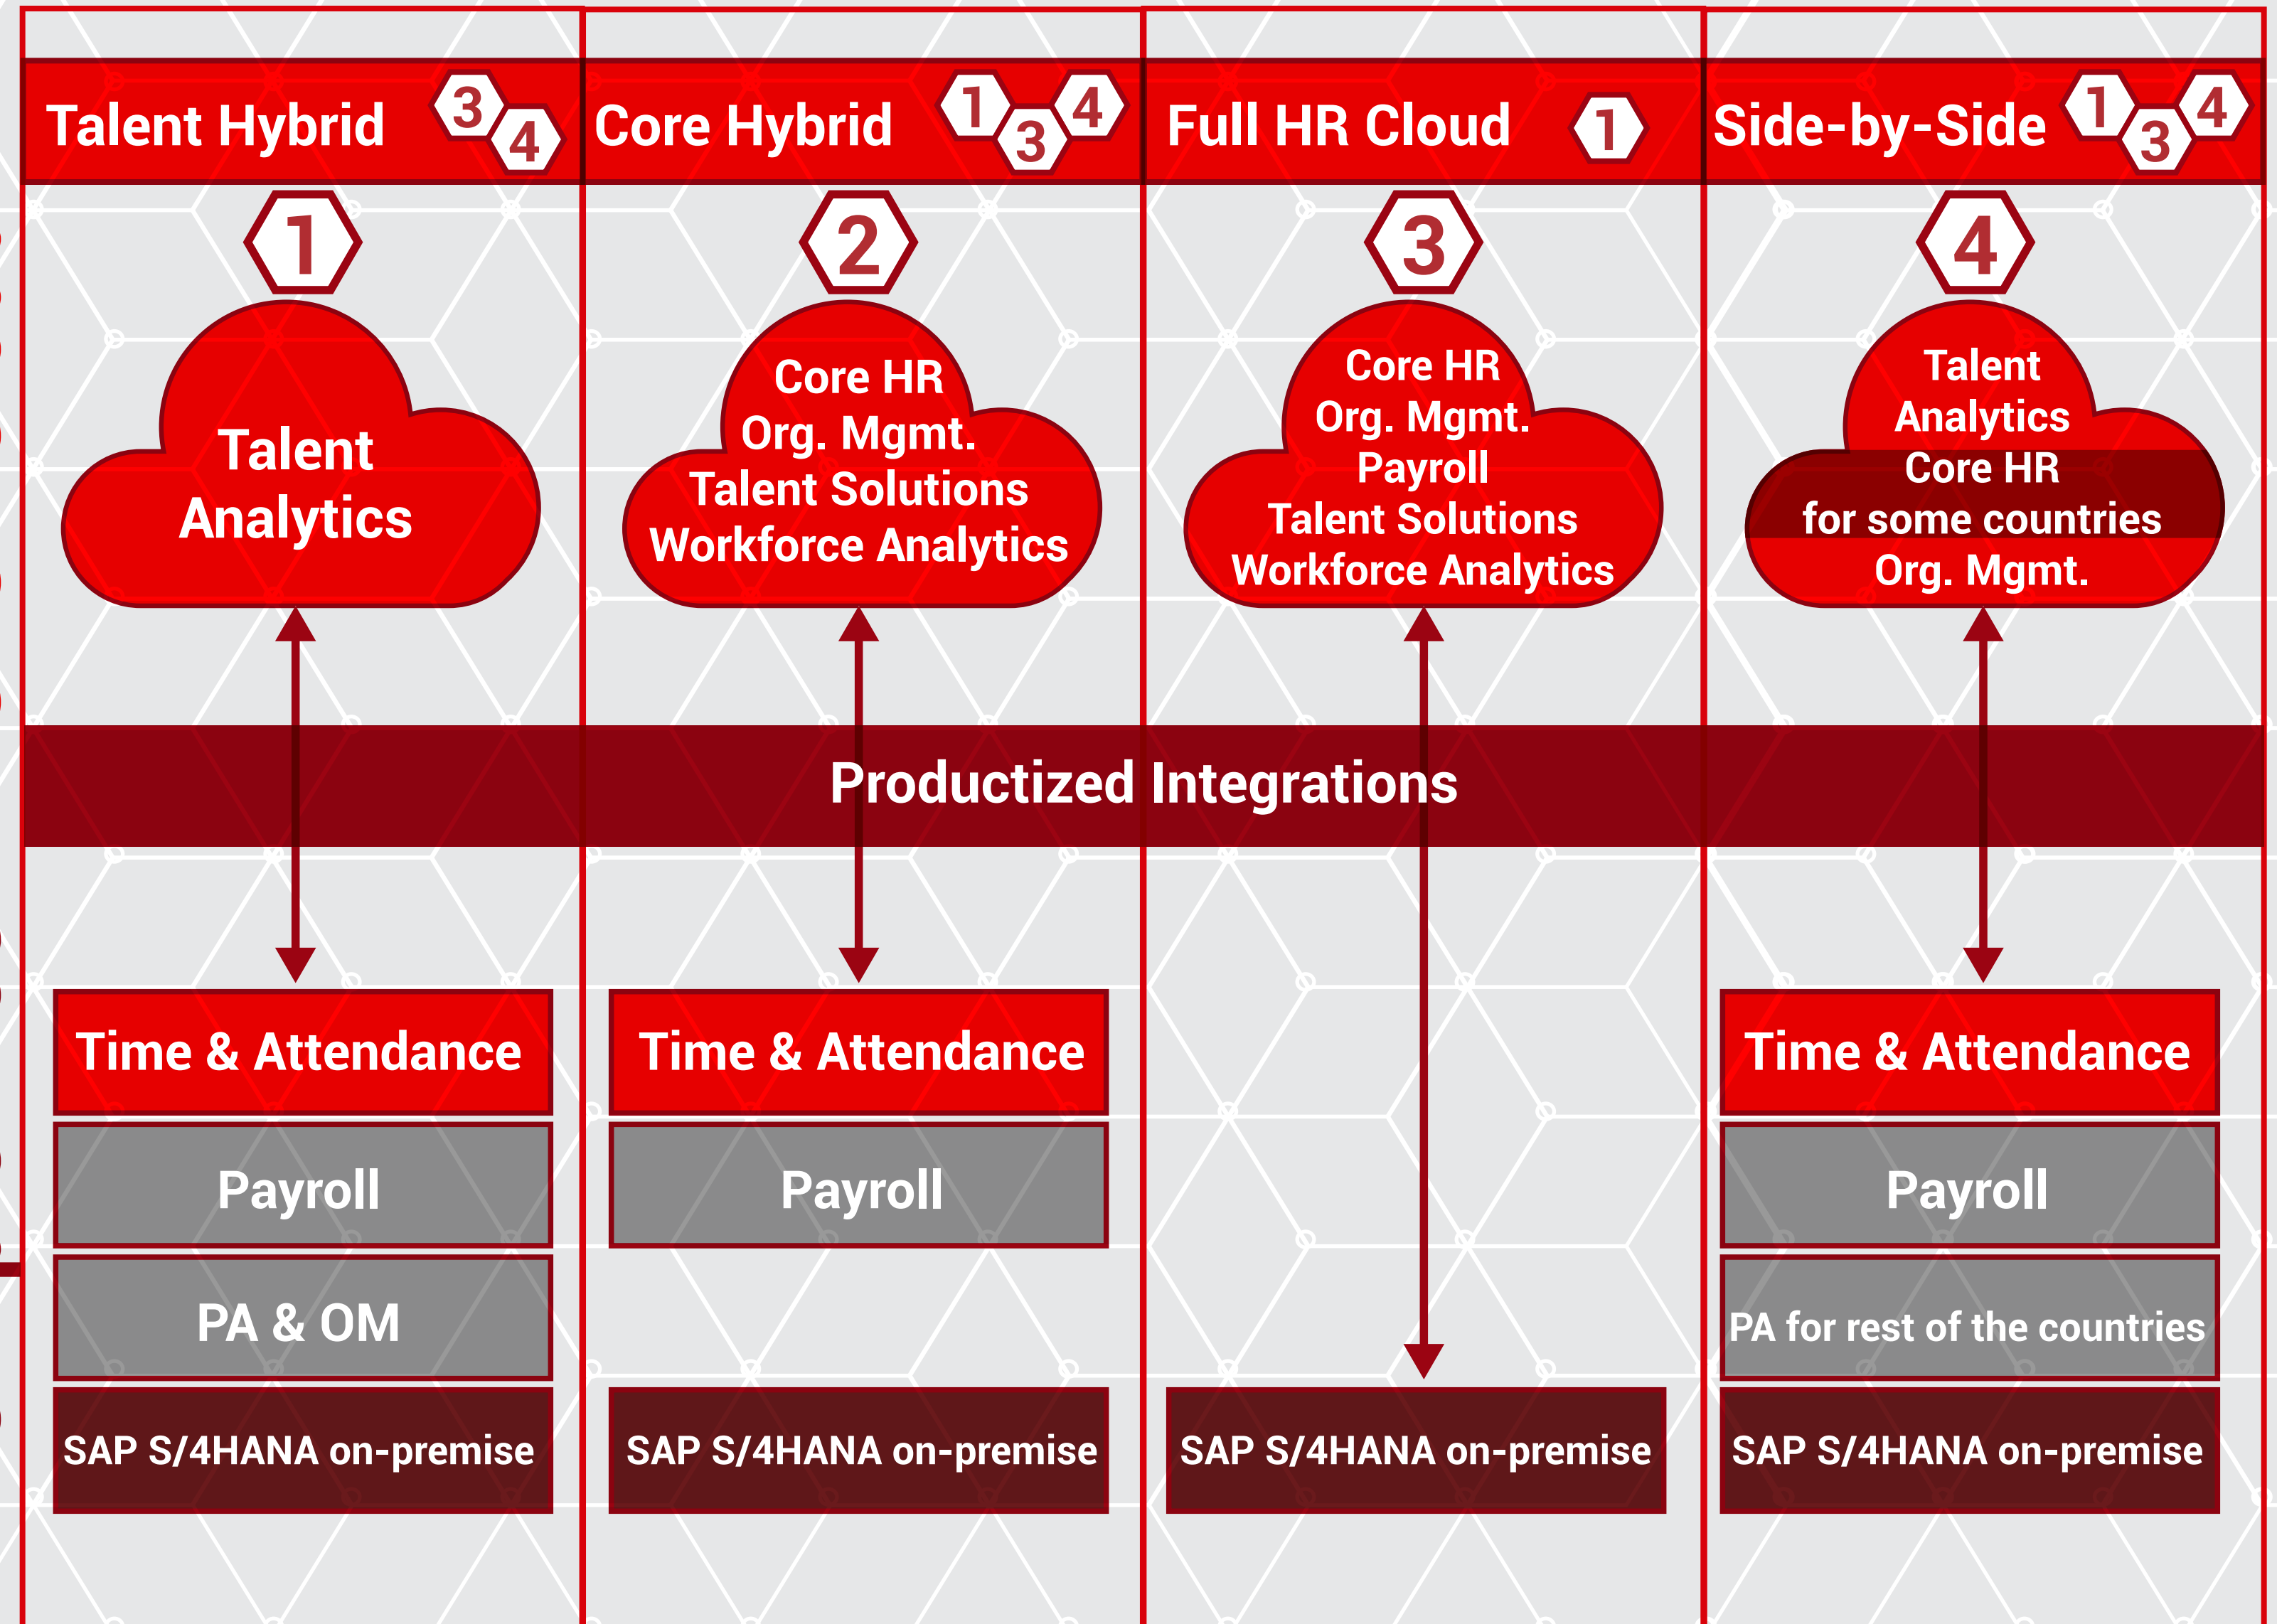 Talent Hybrid
3
4
Core Hybrid
1
3
4
Full HR Cloud
1
Side-by-Side
1
3
4
1
Talent
Analytics
2
Core HR
Org. Mgmt.
Talent Solutions
Workforce Analytics
3
Core HR
Org. Mgmt.
Payroll
Talent Solutions
Workforce Analytics
4
Talent
Analytics
Core HR
for some countries
Org. Mgmt.
Productized Integrations
Time & Attendance
Payroll
PA & OM
SAP S/4HANA on-premise
Time & Attendance
Payroll
SAP S/4HANA on-premise
SAP S/4HANA on-premise
Time & Attendance
Payroll
PA for rest of the countries
SAP S/4HANA on-premise